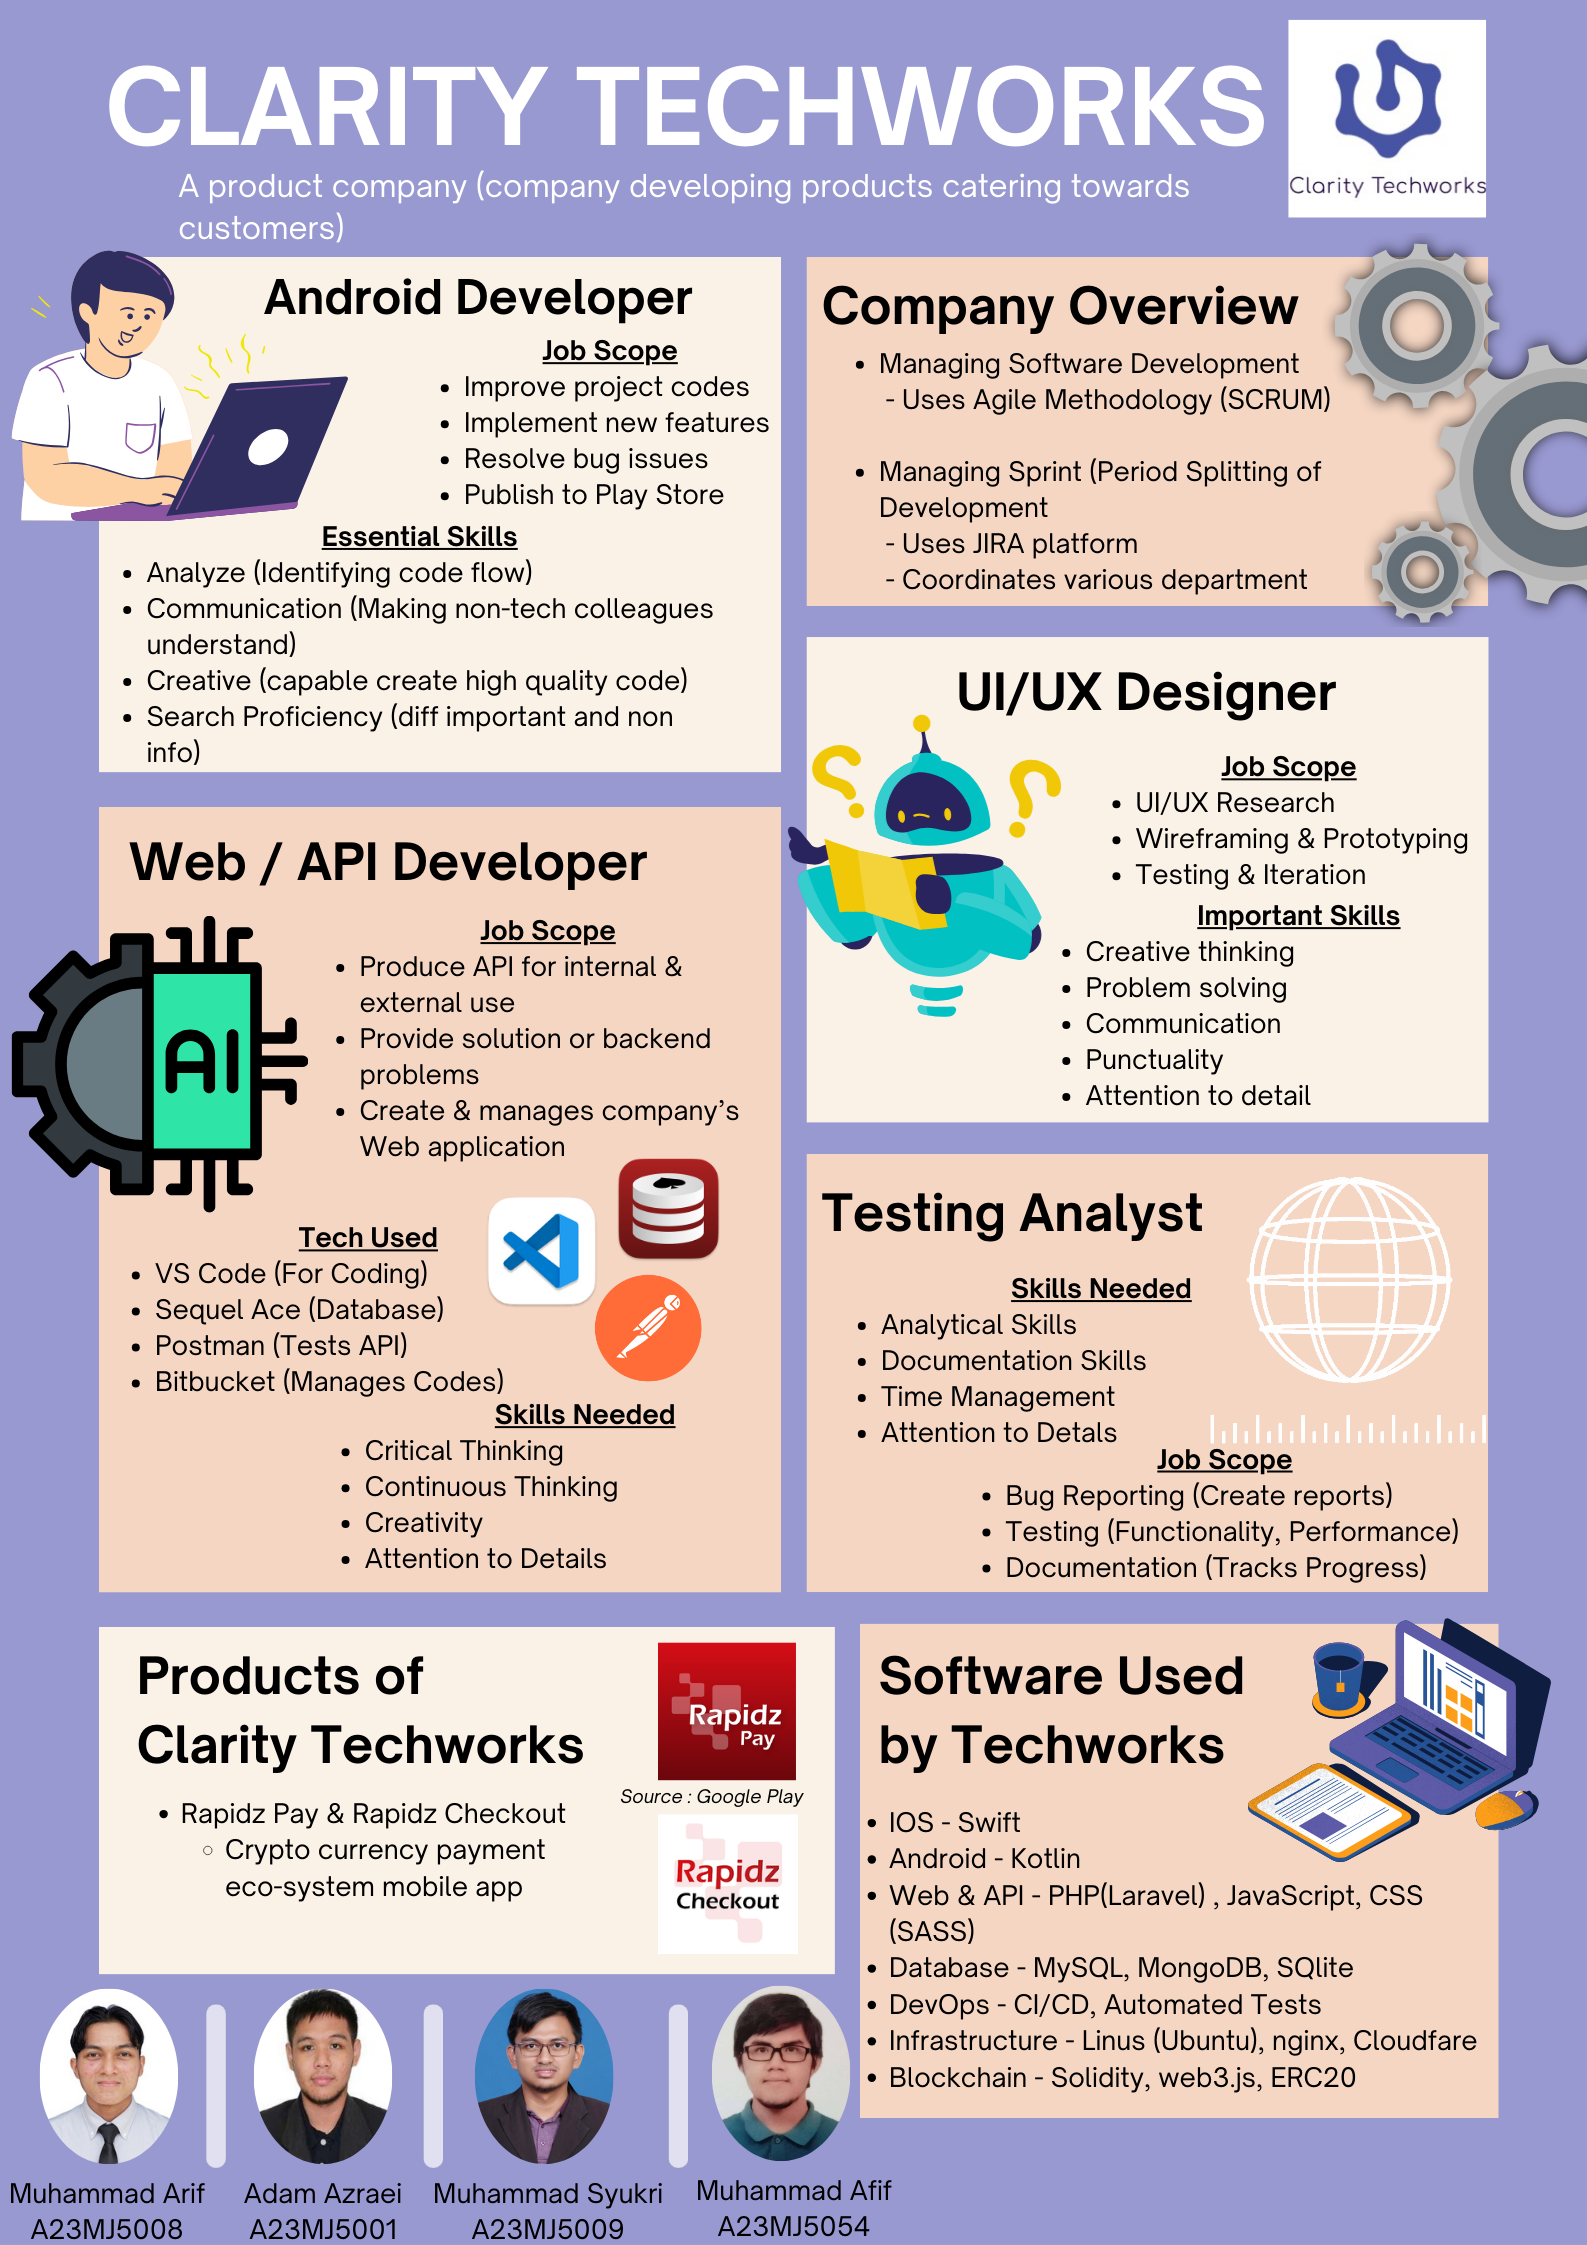 CLARITY TECHWORKS
A product company (company developing products catering towards
customers)
Clarity Techworks
Android Developer
Job Scope
Improve project codes
Implement new features
Resolve bug issues
Publish to Play Store
Essential Skills
Analyze (Identifying code flow)
Communication (Making non-tech colleagues
understand)
Creative (capable create high quality code)
Search Proficiency (diff important and non
info)
Company Overview
Managing Software Development
- Uses Agile Methodology (SCRUM)
Managing Sprint (Period Splitting of
Development
- Uses JIRA platform
- Coordinates various department
UI/UX Designer
Job Scope
UI/UX Research
Wireframing & Prototyping
Testing & Iteration
Important Skills
Creative thinking
Problem solving
Communication
Punctuality
Attention to detail
Web / API Developer
AI
Job Scope
Produce API for internal &
external use
Provide solution or backend
problems
Create & manages company's
Web application
Tech Used
VS Code (For Coding)
Sequel Ace (Database)
Postman (Tests API)
Bitbucket (Manages Codes)
Skills Needed
Critical Thinking
Continuous Thinking
Creativity
Attention to Details
Testing Analyst
Skills Needed
Analytical Skills
Documentation Skills
Time Management
Attention to Detals
Job Scope
Bug Reporting (Create reports)
Testing (Functionality, Performance)
Documentation (Tracks Progress)
Products of
Clarity Techworks
Rapidz Pay & Rapidz Checkout
Crypto currency payment
eco-system mobile app
Rapidz
Pay
Source : Google Play
Rapidz
Checkout
Software Used
by Techworks
IOS - Swift
Android - Kotlin
Web & API - PHP(Laravel) , JavaScript, CSS
(SASS)
Database - MySQL, MongoDB, SQlite
DevOps - CI/CD, Automated Tests
Infrastructure - Linus (Ubuntu), nginx, Cloudfare
Blockchain - Solidity, web3.js, ERC20
Muhammad Arif
A23MJ5008
Adam Azraei
A23MJ5001
Muhammad Syukri
A23MJ5009
Muhammad Afif
A23MJ5054